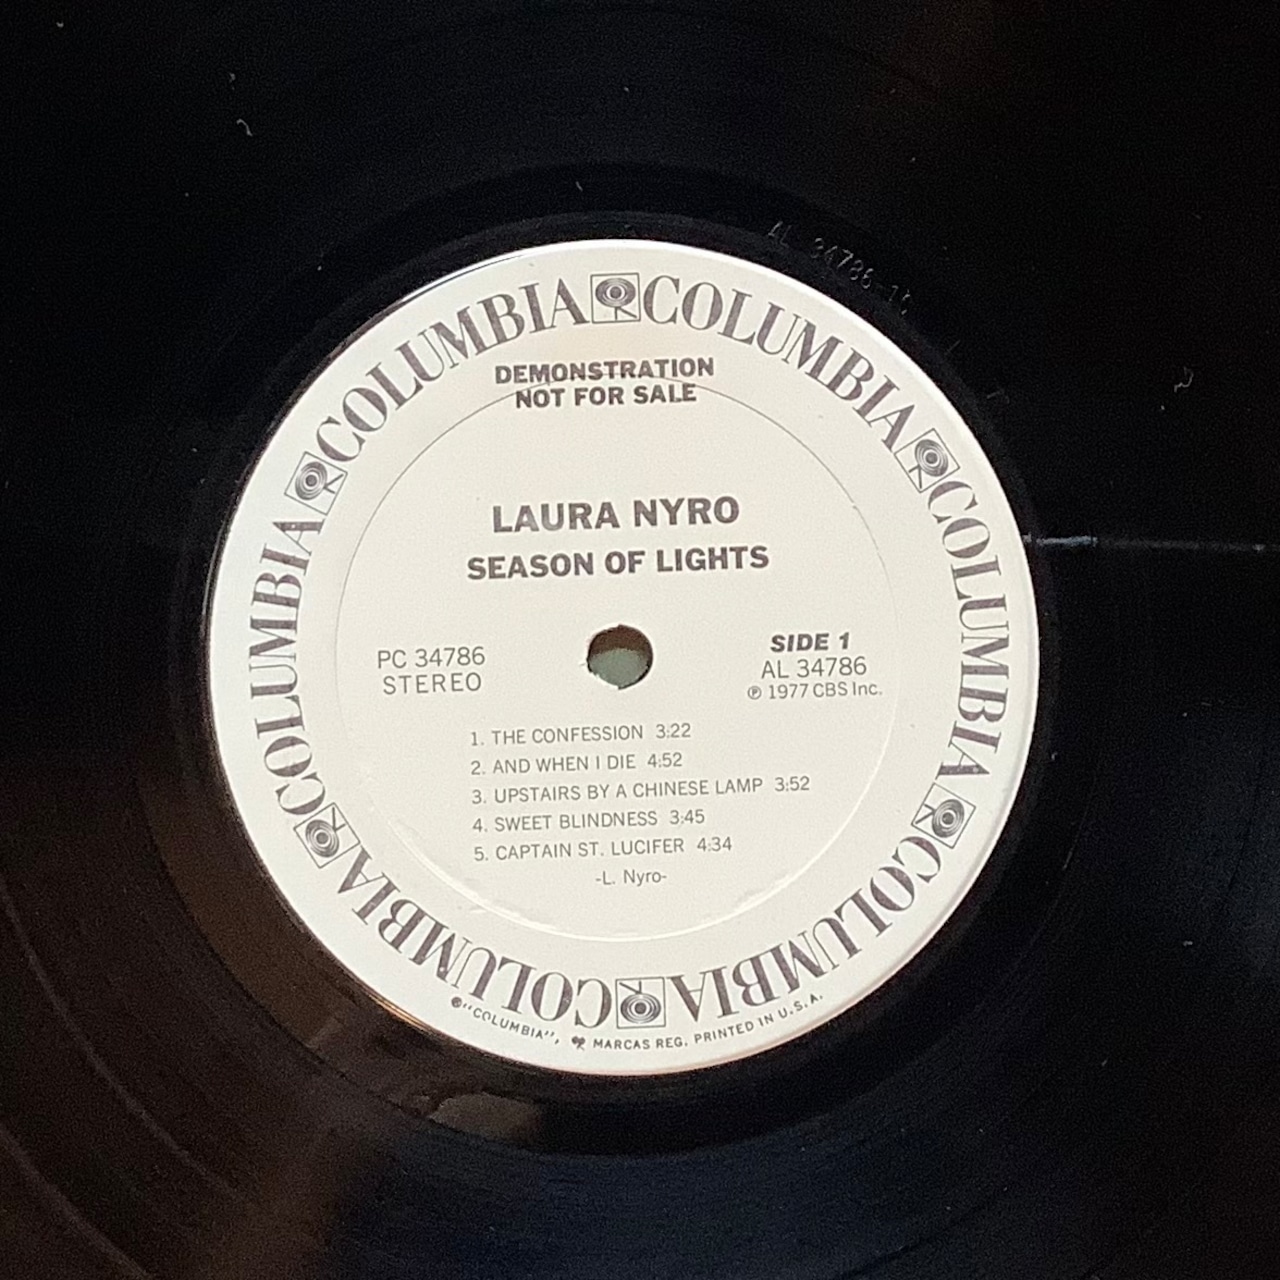 COLUMBIA COLUMBIA COLUMBIA COLUMBIA COLUMBIA COLUMBIA
DEMONSTRATION
NOT FOR SALE
LAURA NYRO
SEASON OF LIGHTS
PC 34786
STEREO
SIDE 1
AL 34786
℗ 1977 CBS Inc.
1. THE CONFESSION 3:22
2. AND WHEN I DIE 4:52
3. UPSTAIRS BY A CHINESE LAMP 3:52
4. SWEET BLINDNESS 3:45
5. CAPTAIN ST. LUCIFER 4:34
-L. Nyro-
"COLUMBIA", MARCAS REG. PRINTED IN U.S.A.
AL 34786